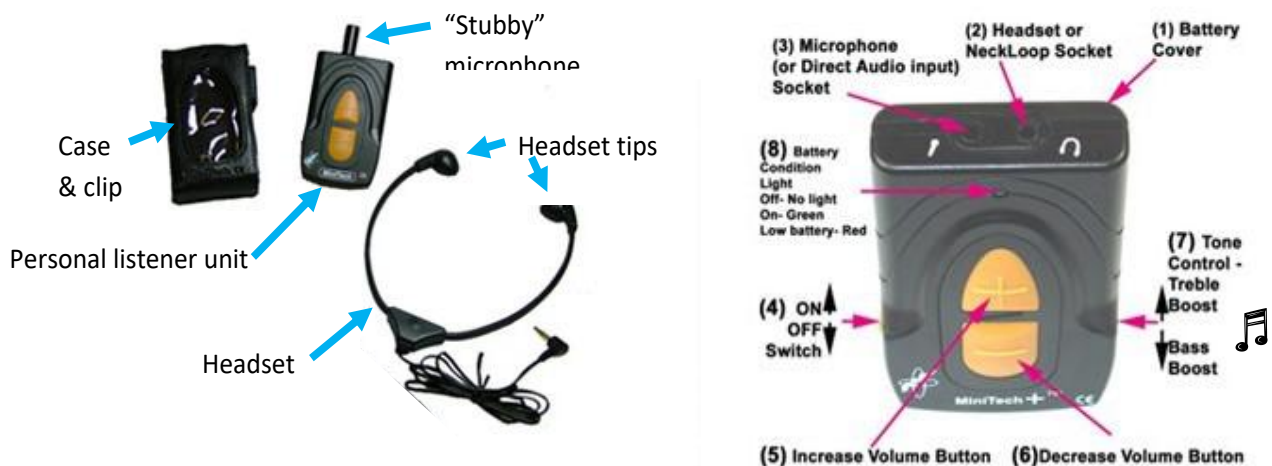 “Stubby”
microphone
Case
& clip
Headset tips
Personal listener unit
Headset
MiniTech
(3) Microphone
(or Direct Audio input)
Socket
(2) Headset or
NeckLoop Socket
(1) Battery
Cover
(8) Battery
Condition
Light
Off- No light
On- Green
Low battery- Red
(4) ON
OFF
Switch
(7) Tone
Control -
Treble
Boost
Bass
Boost
MiniTech + CE
(5) Increase Volume Button
(6)Decrease Volume Button